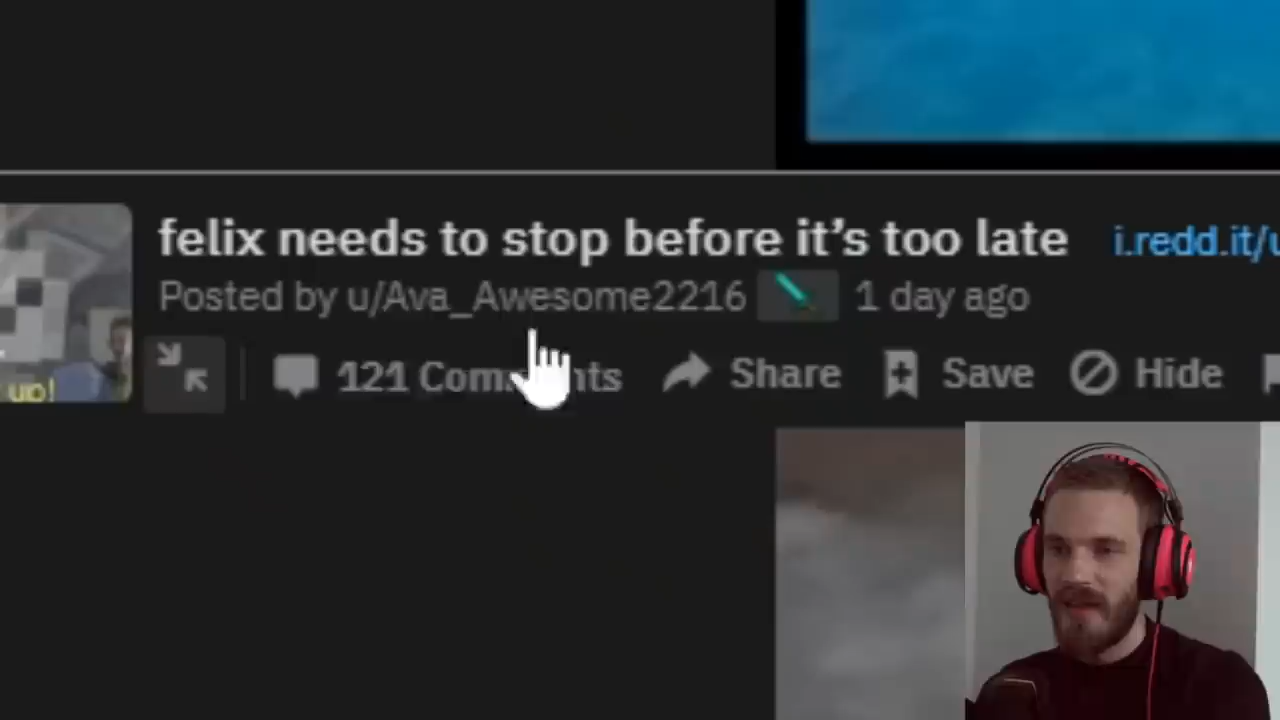 felix needs to stop before it's too late i.redd.it/u
Posted by u/Ava_Awesome2216 1 day ago
up!
121 Comments Share Save Hide